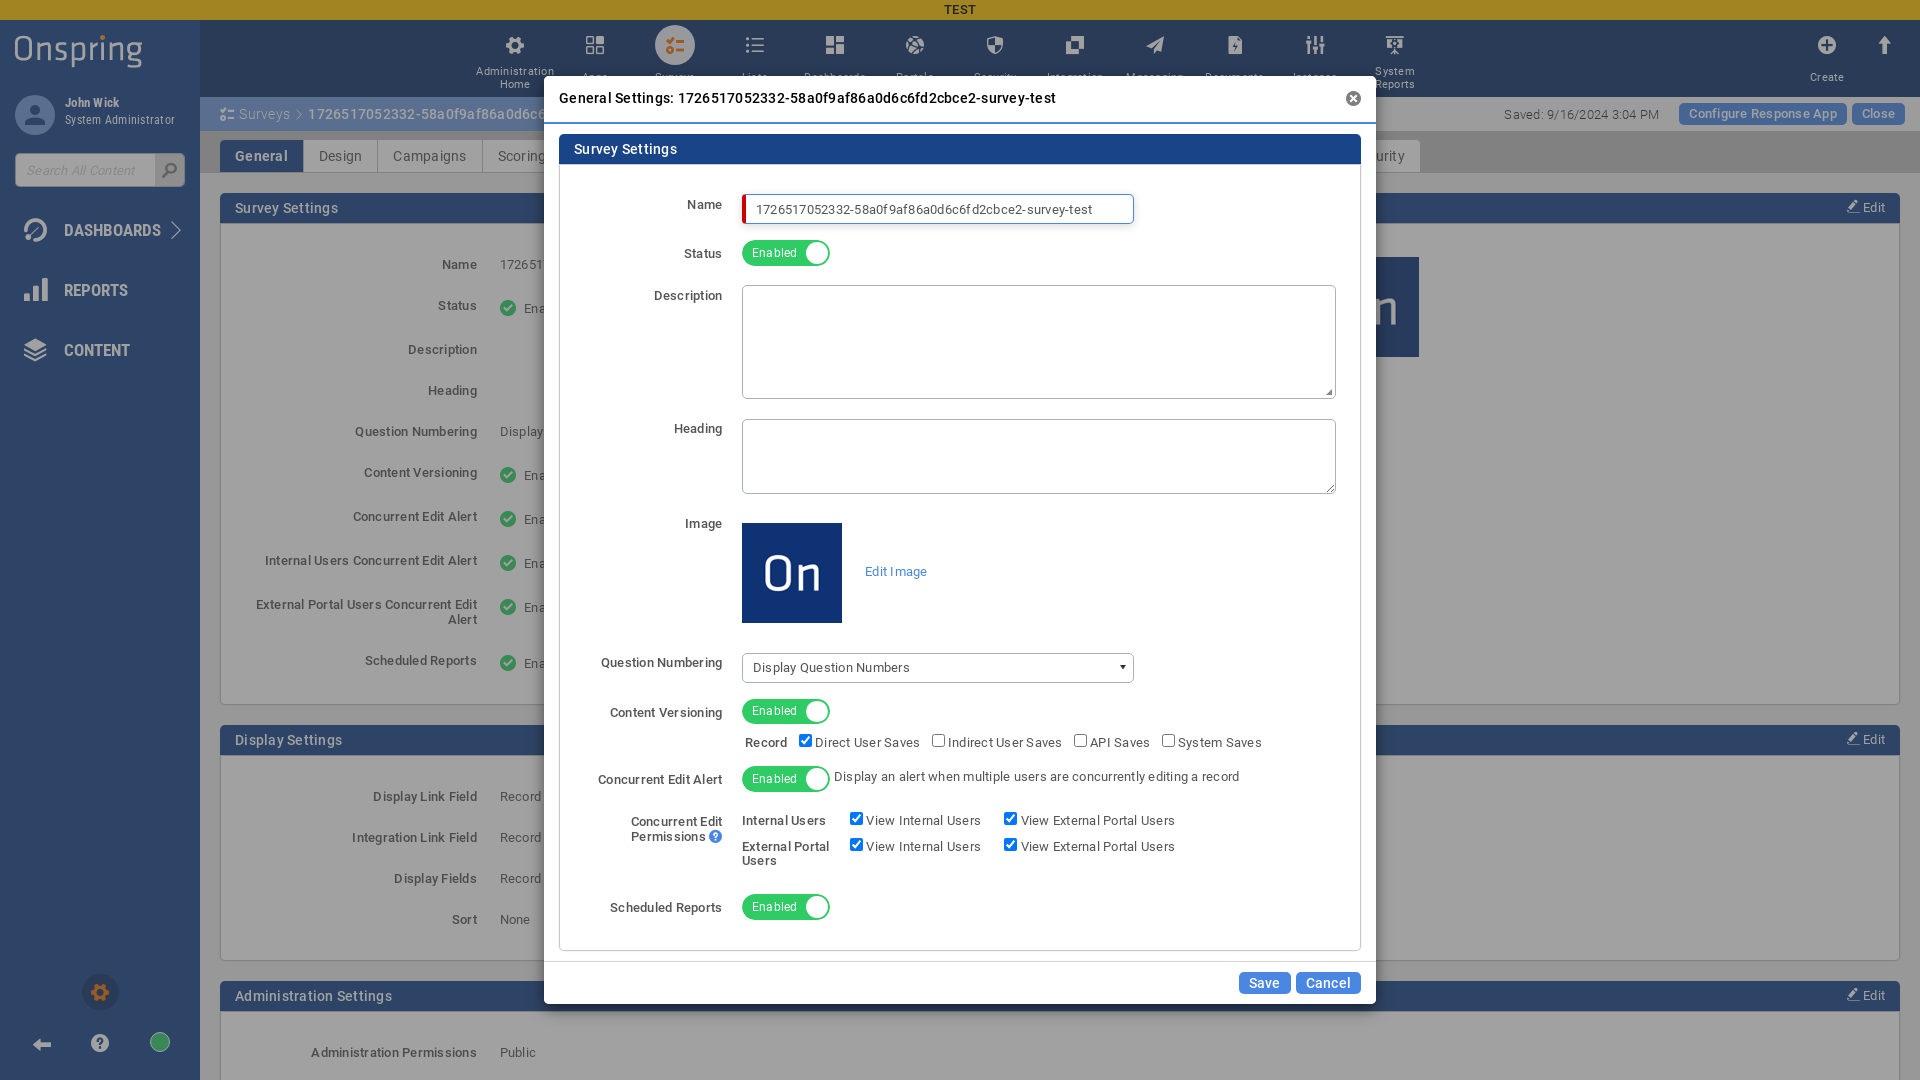 TEST
Onspring
Administration Home
System Reports
Create
John Wick
System Administrator
Search All Content
DASHBOARDS
REPORTS
CONTENT
Surveys
1726517052332-58a0f9af86a0d6c6
Saved: 9/16/2024 3:04 PM
Configure Response App
Close
General
Design
Campaigns
Scoring
urity
Survey Settings
Edit
Name
172651
Status
Ena
Description
Heading
Question Numbering
Display
Content Versioning
Ena
Concurrent Edit Alert
Ena
Internal Users Concurrent Edit Alert
Ena
External Portal Users Concurrent Edit Alert
Ena
Scheduled Reports
Ena
Display Settings
Edit
Display Link Field
Record
Integration Link Field
Record
Display Fields
Record
Sort
None
Administration Settings
Edit
Administration Permissions
Public
General Settings: 1726517052332-58a0f9af86a0d6c6fd2cbce2-survey-test
Survey Settings
Name
1726517052332-58a0f9af86a0d6c6fd2cbce2-survey-test
Status
Enabled
Description
Heading
Image
On
Edit Image
Question Numbering
Display Question Numbers
Content Versioning
Enabled
Record Direct User Saves Indirect User Saves API Saves System Saves
Concurrent Edit Alert
Enabled
Display an alert when multiple users are concurrently editing a record
Concurrent Edit Permissions
Internal Users View Internal Users View External Portal Users
External Portal Users View Internal Users View External Portal Users
Scheduled Reports
Enabled
Save
Cancel